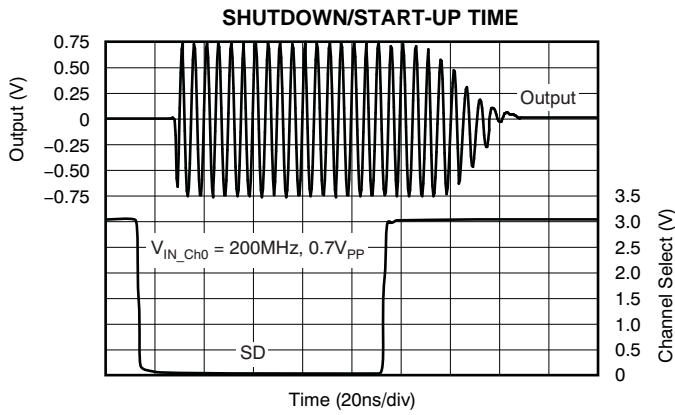 SHUTDOWN/START-UP TIME
Output (V)
0.75
0.50
0.25
0
−0.25
−0.50
−0.75
Output
V_IN_Ch0 = 200MHz, 0.7V_PP
SD
3.5
3.0
2.5
2.0
1.5
1.0
0.5
0
Channel Select (V)
Time (20ns/div)